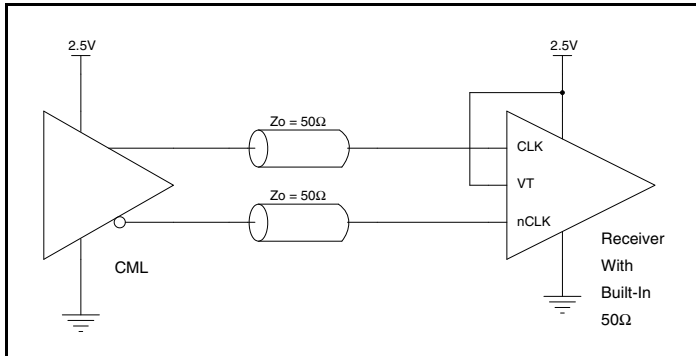 2.5V
2.5V
Zo = 50Ω
CLK
VT
Zo = 50Ω
nCLK
CML
Receiver
With
Built-In
50Ω